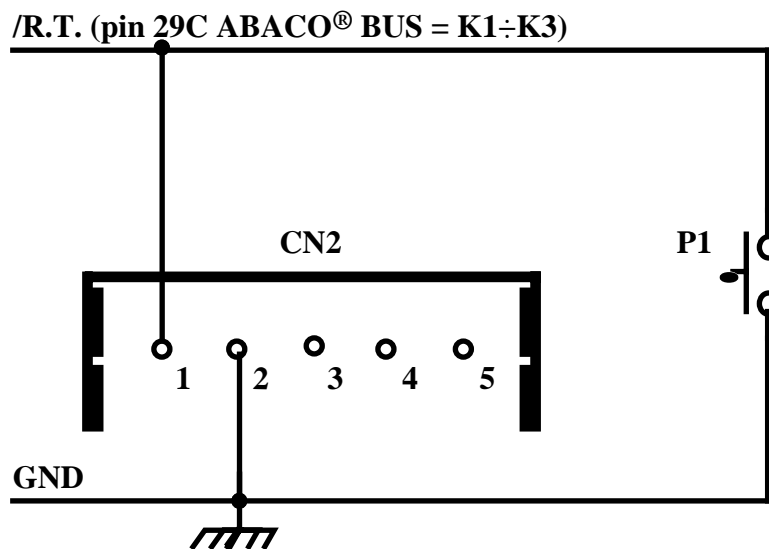 /R.T. (pin 29C ABACO® BUS = K1÷K3)
CN2
P1
1 2 3 4 5
GND